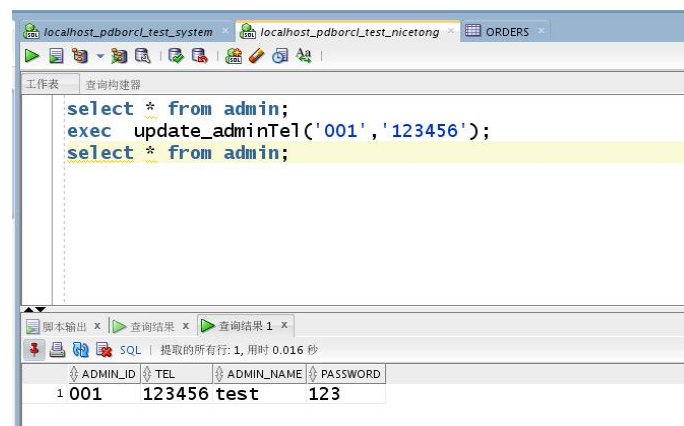 localhost_pdborcl_test_system × localhost_pdborcl_test_nicetong × ORDERS ×
工作表 查询构建器
select * from admin;
exec update_adminTel('001','123456');
select * from admin;
脚本输出 × 查询结果 × 查询结果 1 ×
SQL | 提取的所有行: 1, 用时 0.016 秒
ADMIN_ID TEL ADMIN_NAME PASSWORD
1 001 123456 test 123